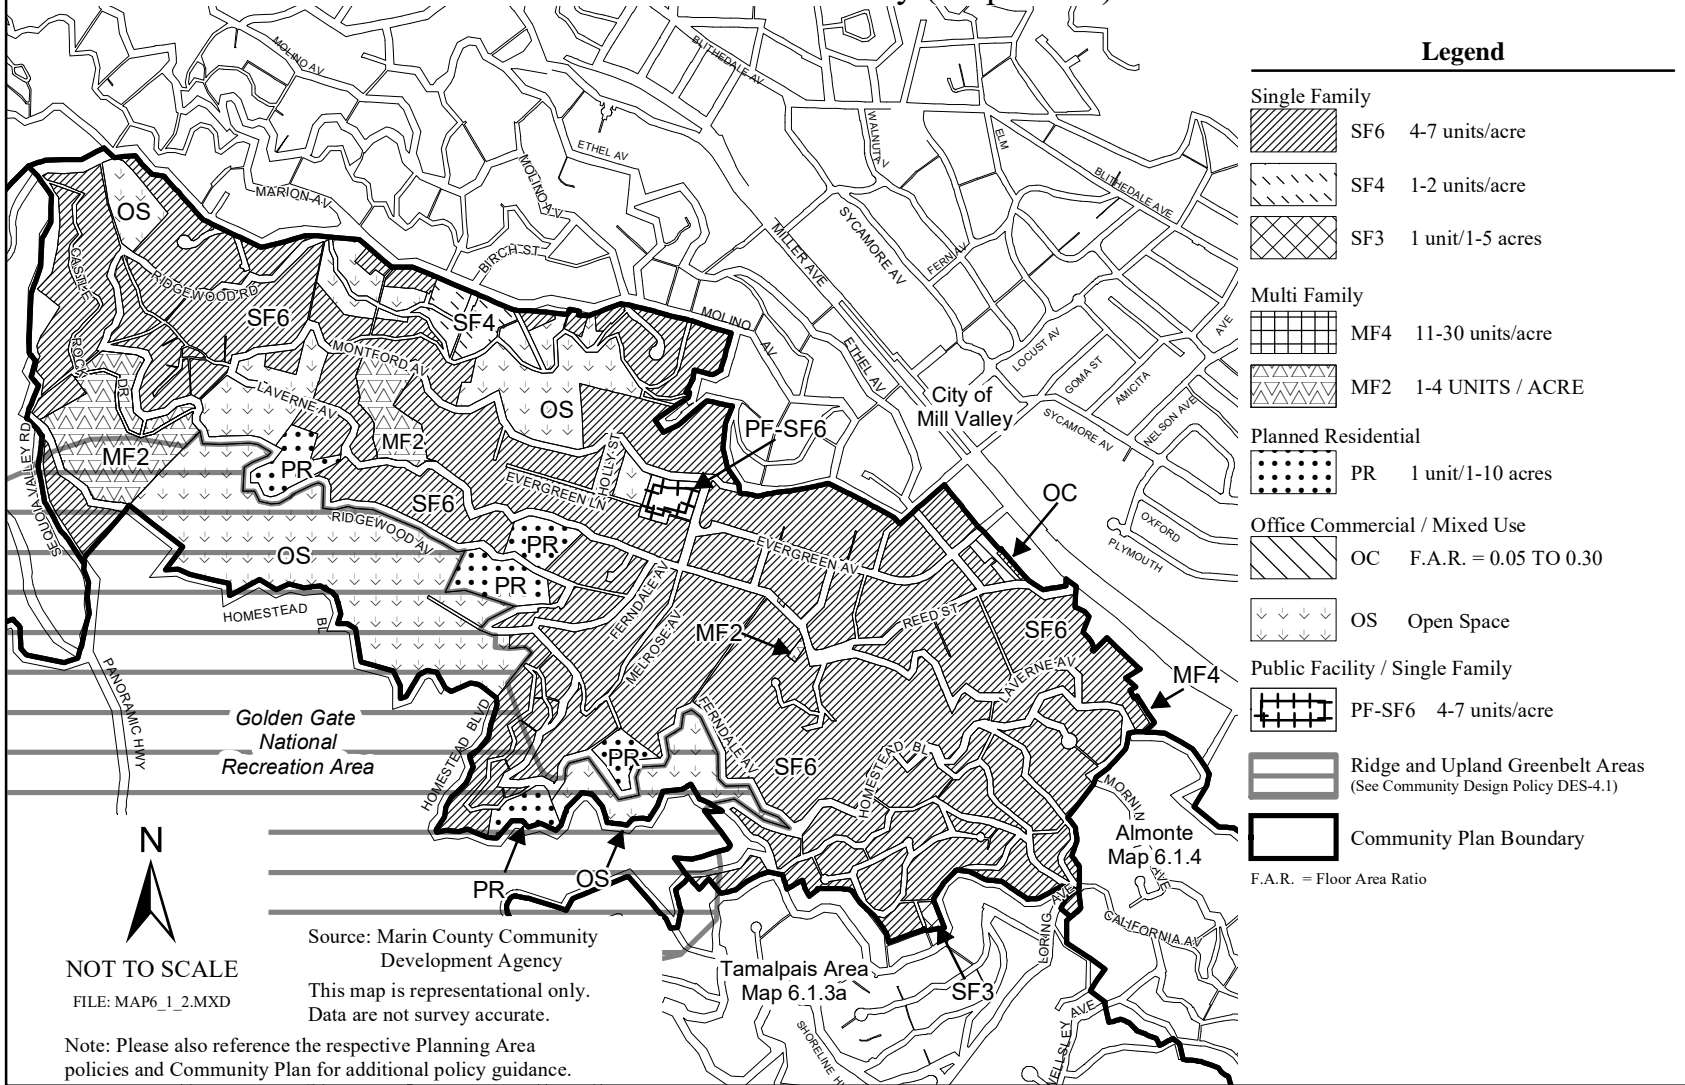 Legend
Single Family
SF6 4-7 units/acre
SF4 1-2 units/acre
SF3 1 unit/1-5 acres
Multi Family
MF4 11-30 units/acre
MF2 1-4 UNITS / ACRE
Planned Residential
PR 1 unit/1-10 acres
Office Commercial / Mixed Use
OC F.A.R. = 0.05 TO 0.30
OS Open Space
Public Facility / Single Family
PF-SF6 4-7 units/acre
Ridge and Upland Greenbelt Areas
(See Community Design Policy DES-4.1)
Community Plan Boundary
F.A.R. = Floor Area Ratio
MOLINO AV
BLITHEDALE AV
WALNUT AV
ELM
ETHEL AV
MOLINO AV
BLITHEDALE AVE
MARION AV
OS
SYCAMORE AV
FERN AV
BIRCH ST
MILLER AVE
CASTLE ROCK DR
RIDGEWOOD RD
SF6
SF4
MOLINO AV
ETHEL AV
LOCUST AV
AVE
GOMA ST
AMICITA
MONTFORD AV
LAVERNE AV
City of
Mill Valley
SYCAMORE AV
NELSON AVE
OS
MF2
PF-SF6
MF2
PR
HOLLY ST
SEQUOIA VALLEY RD
EVERGREEN LN
SF6
RIDGEWOOD AV
OC
OXFORD
PLYMOUTH
PR
EVERGREEN AV
OS
PR
HOMESTEAD BL
FERNDALE AV
REED ST
MF2
SF6
MELROSE AV
LAVERNE AV
MF4
PANORAMIC HWY
Golden Gate
National
Recreation Area
HOMESTEAD BLVD
FERNDALE AV
PR
SF6
HOMESTEAD BL
Almonte
Map 6.1.4
PR
OS
CALIFORNIA AV
LORING AVE
Tamalpais Area
Map 6.1.3a
SF3
N
NOT TO SCALE
FILE: MAP6_1_2.MXD
Source: Marin County Community
Development Agency
This map is representational only.
Data are not survey accurate.
Note: Please also reference the respective Planning Area
policies and Community Plan for additional policy guidance.